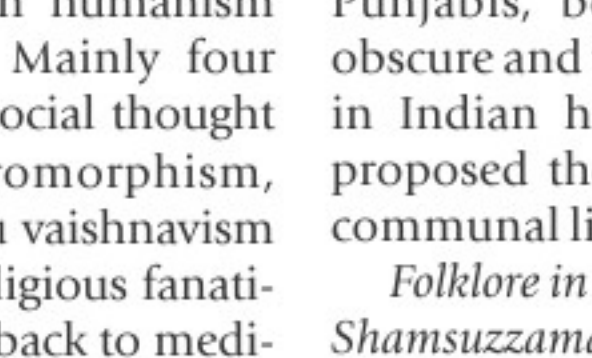 humanism
Mainly four
ocial thought
omorphism,
vaishnavism
ligious fanati-
back to medi-
Punjabis, b
obscure and
in Indian h
proposed th
communal li
Folklore in
Shamsuzzama